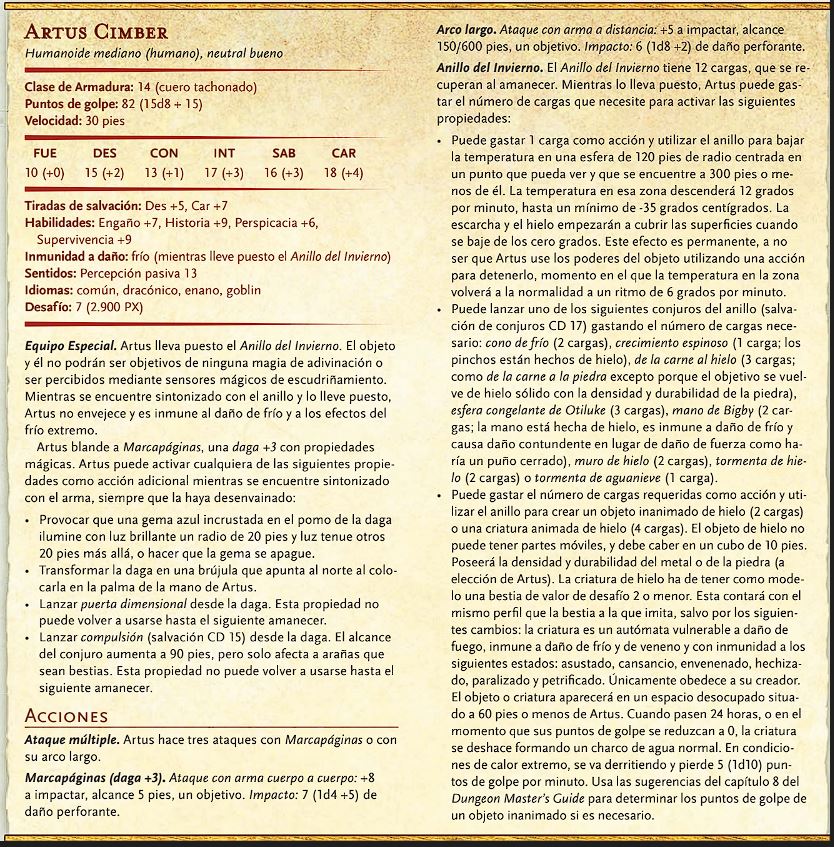 Artus Cimber
Humanoide mediano (humano), neutral bueno
Clase de Armadura: 14 (cuero tachonado)
Puntos de golpe: 82 (15d8 + 15)
Velocidad: 30 pies
FUE DES CON INT SAB CAR
10 (+0) 15 (+2) 13 (+1) 17 (+3) 16 (+3) 18 (+4)
Tiradas de salvación: Des +5, Car +7
Habilidades: Engaño +7, Historia +9, Perspicacia +6,
Supervivencia +9
Inmunidad a daño: frío (mientras lleve puesto el Anillo del Invierno)
Sentidos: Percepción pasiva 13
Idiomas: común, dracónico, enano, goblin
Desafío: 7 (2.900 PX)
Equipo Especial. Artus lleva puesto el Anillo del Invierno. El objeto
y él no podrán ser objetivos de ninguna magia de adivinación o
ser percibidos mediante sensores mágicos de escudriñamiento.
Mientras se encuentre sintonizado con el anillo y lo lleve puesto,
Artus no envejece y es inmune al daño de frío y a los efectos del
frío extremo.
Artus blande a Marcapáginas, una daga +3 con propiedades
mágicas. Artus puede activar cualquiera de las siguientes propie-
dades como acción adicional mientras se encuentre sintonizado
con el arma, siempre que la haya desenvainado:
• Provocar que una gema azul incrustada en el pomo de la daga
ilumine con luz brillante un radio de 20 pies y luz tenue otros
20 pies más allá, o hacer que la gema se apague.
• Transformar la daga en una brújula que apunta al norte al colo-
carla en la palma de la mano de Artus.
• Lanzar puerta dimensional desde la daga. Esta propiedad no
puede volver a usarse hasta el siguiente amanecer.
• Lanzar compulsión (salvación CD 15) desde la daga. El alcance
del conjuro aumenta a 90 pies, pero solo afecta a arañas que
sean bestias. Esta propiedad no puede volver a usarse hasta el
siguiente amanecer.
Acciones
Ataque múltiple. Artus hace tres ataques con Marcapáginas o con
su arco largo.
Marcapáginas (daga +3). Ataque con arma cuerpo a cuerpo: +8
a impactar, alcance 5 pies, un objetivo. Impacto: 7 (1d4 +5) de
daño perforante.
Arco largo. Ataque con arma a distancia: +5 a impactar, alcance
150/600 pies, un objetivo. Impacto: 6 (1d8 +2) de daño perforante.
Anillo del Invierno. El Anillo del Invierno tiene 12 cargas, que se re-
cuperan al amanecer. Mientras lo lleva puesto, Artus puede gas-
tar el número de cargas que necesite para activar las siguientes
propiedades:
• Puede gastar 1 carga como acción y utilizar el anillo para bajar
la temperatura en una esfera de 120 pies de radio centrada en
un punto que pueda ver y que se encuentre a 300 pies o me-
nos de él. La temperatura en esa zona descenderá 12 grados
por minuto, hasta un mínimo de -35 grados centígrados. La
escarcha y el hielo empezarán a cubrir las superficies cuando
se baje de los cero grados. Este efecto es permanente, a no
ser que Artus use los poderes del objeto utilizando una acción
para detenerlo, momento en el que la temperatura en la zona
volverá a la normalidad a un ritmo de 6 grados por minuto.
• Puede lanzar uno de los siguientes conjuros del anillo (salva-
ción de conjuros CD 17) gastando el número de cargas nece-
sario: cono de frío (2 cargas), crecimiento espinoso (1 carga; los
pinchos están hechos de hielo), de la carne al hielo (3 cargas;
como de la carne a la piedra excepto porque el objetivo se vuel-
ve de hielo sólido con la densidad y durabilidad de la piedra),
esfera congelante de Otiluke (3 cargas), mano de Bigby (2 car-
gas; la mano está hecha de hielo, es inmune a daño de frío y
causa daño contundente en lugar de daño de fuerza como ha-
ría un puño cerrado), muro de hielo (2 cargas), tormenta de hie-
lo (2 cargas) o tormenta de aguanieve (1 carga).
• Puede gastar el número de cargas requeridas como acción y uti-
lizar el anillo para crear un objeto inanimado de hielo (2 cargas)
o una criatura animada de hielo (4 cargas). El objeto de hielo no
puede tener partes móviles, y debe caber en un cubo de 10 pies.
Poseerá la densidad y durabilidad del metal o de la piedra (a
elección de Artus). La criatura de hielo ha de tener como mode-
lo una bestia de valor de desafío 2 o menor. Esta contará con el
mismo perfil que la bestia a la que imita, salvo por los siguien-
tes cambios: la criatura es un autómata vulnerable a daño de
fuego, inmune a daño de frío y de veneno y con inmunidad a los
siguientes estados: asustado, cansancio, envenenado, hechiza-
do, paralizado y petrificado. Únicamente obedece a su creador.
El objeto o criatura aparecerá en un espacio desocupado situa-
do a 60 pies o menos de Artus. Cuando pasen 24 horas, o en el
momento que sus puntos de golpe se reduzcan a 0, la criatura
se deshace formando un charco de agua normal. En condicio-
nes de calor extremo, se va derritiendo y pierde 5 (1d10) pun-
tos de golpe por minuto. Usa las sugerencias del capítulo 8 del
Dungeon Master's Guide para determinar los puntos de golpe de
un objeto inanimado si es necesario.